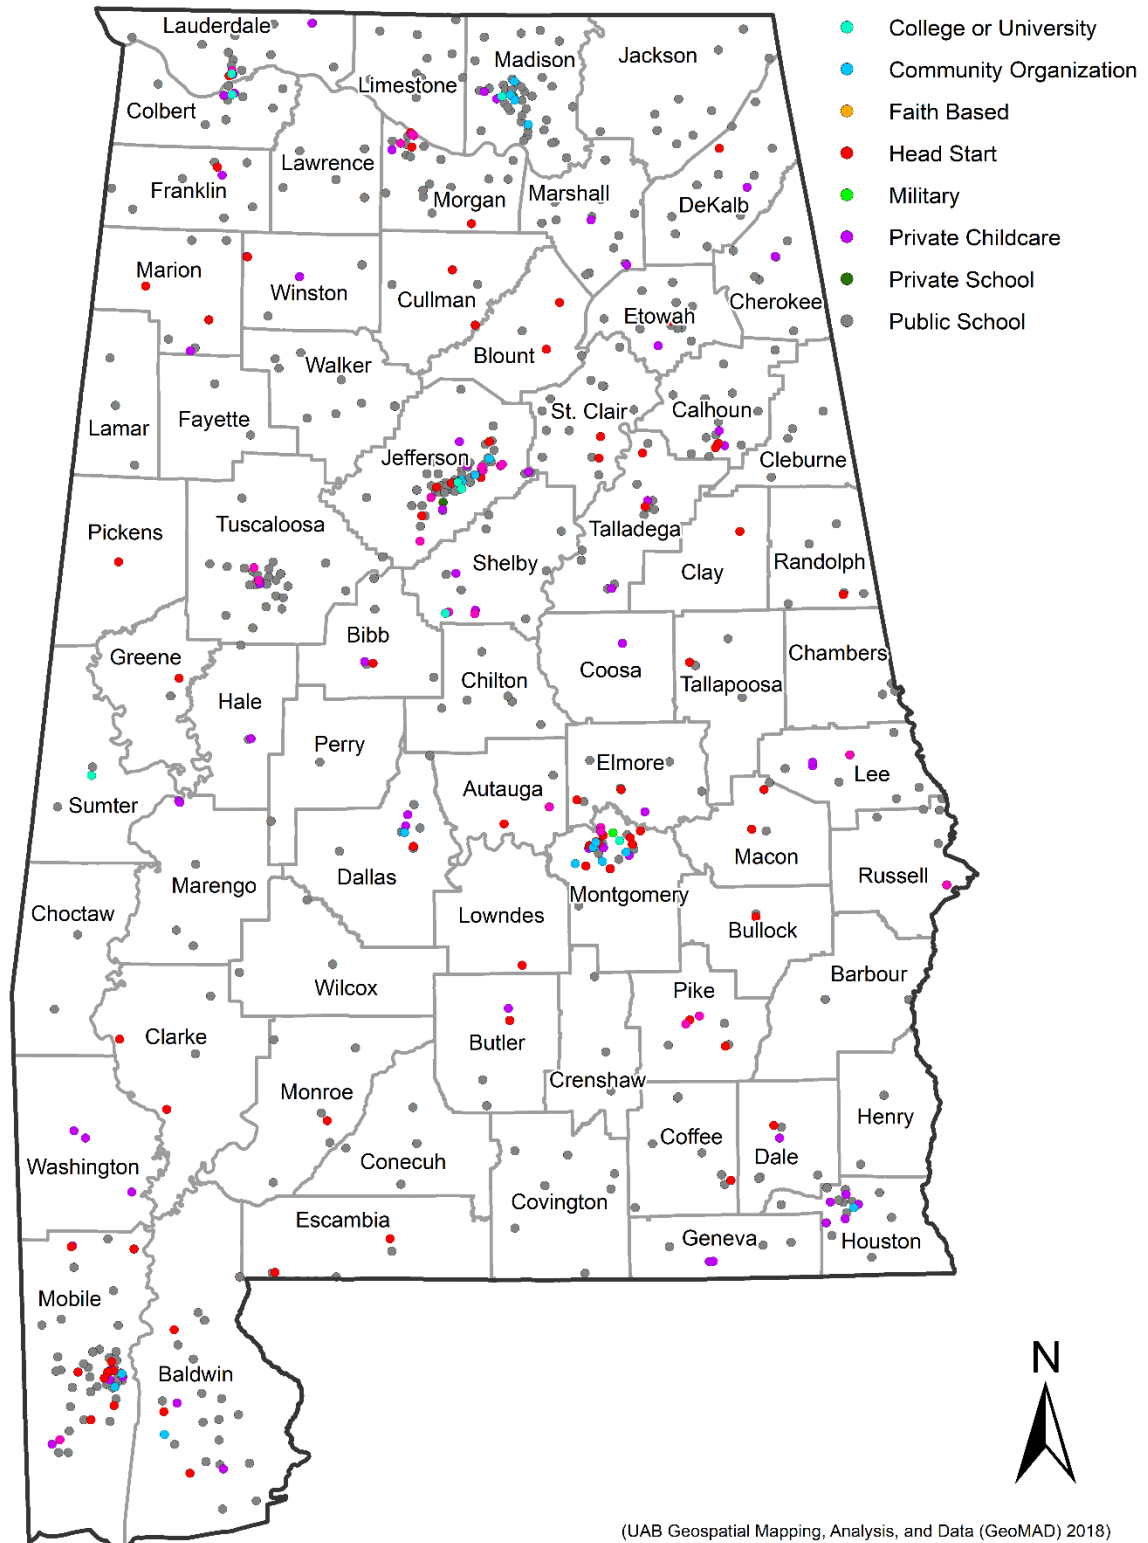 Lauderdale
College or University
Madison
Jackson
Community Organization
Limestone
Colbert
Faith Based
Lawrence
Head Start
Franklin
Morgan
Marshall
DeKalb
Military
Private Childcare
Marion
Winston
Cullman
Etowah
Cherokee
Private School
Public School
Blount
Walker
Lamar
Fayette
St. Clair
Calhoun
Jefferson
Cleburne
Pickens
Tuscaloosa
Talladega
Shelby
Clay
Randolph
Greene
Bibb
Hale
Chilton
Coosa
Tallapoosa
Chambers
Perry
Elmore
Lee
Sumter
Autauga
Marengo
Dallas
Macon
Russell
Choctaw
Lowndes
Montgomery
Bullock
Wilcox
Barbour
Pike
Clarke
Butler
Crenshaw
Monroe
Henry
Washington
Conecuh
Coffee
Dale
Covington
Escambia
Geneva
Houston
Mobile
Baldwin
N
(UAB Geospatial Mapping, Analysis, and Data (GeoMAD) 2018)